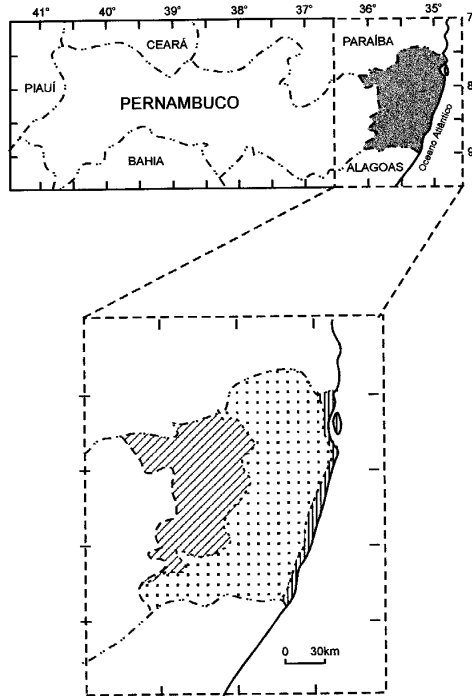 41° 40° 39° 38° 37° 36° 35°
7
CEARÁ
PARAÍBA
PIAUÍ
8
PERNAMBUCO
Oceano Atlântico
BAHIA
ALAGOAS
9
0 30km